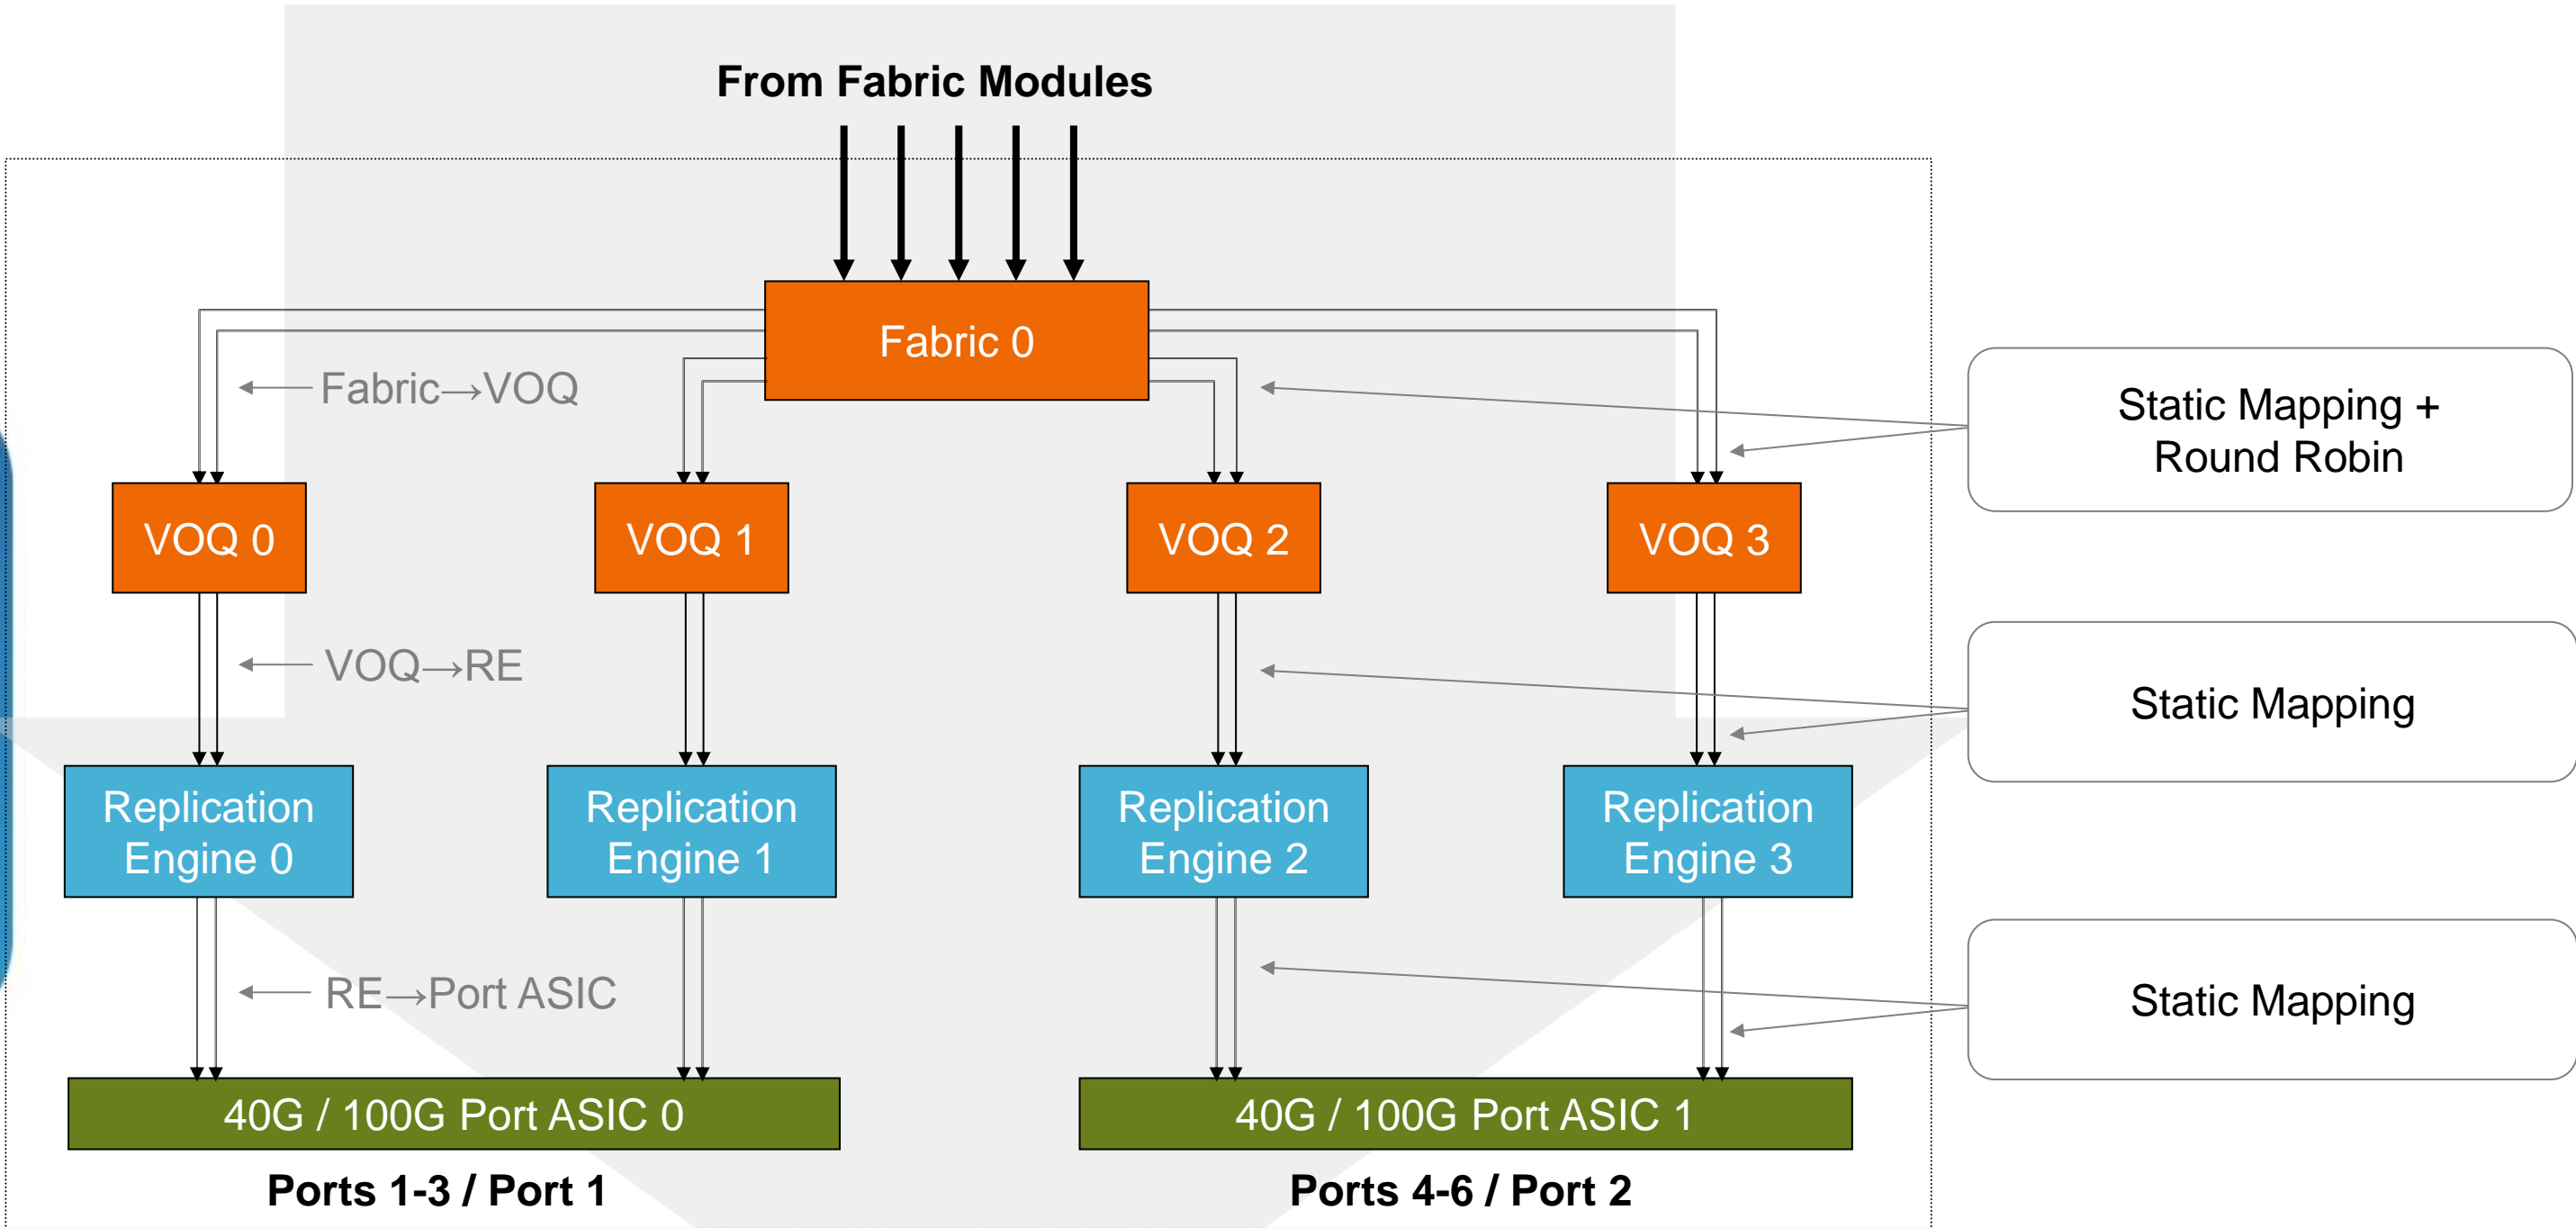 From Fabric Modules
Fabric 0
Fabric→VOQ
Static Mapping +
Round Robin
VOQ 0
VOQ 1
VOQ 2
VOQ 3
VOQ→RE
Static Mapping
Replication
Engine 0
Replication
Engine 1
Replication
Engine 2
Replication
Engine 3
RE→Port ASIC
Static Mapping
40G / 100G Port ASIC 0
40G / 100G Port ASIC 1
Ports 1-3 / Port 1
Ports 4-6 / Port 2